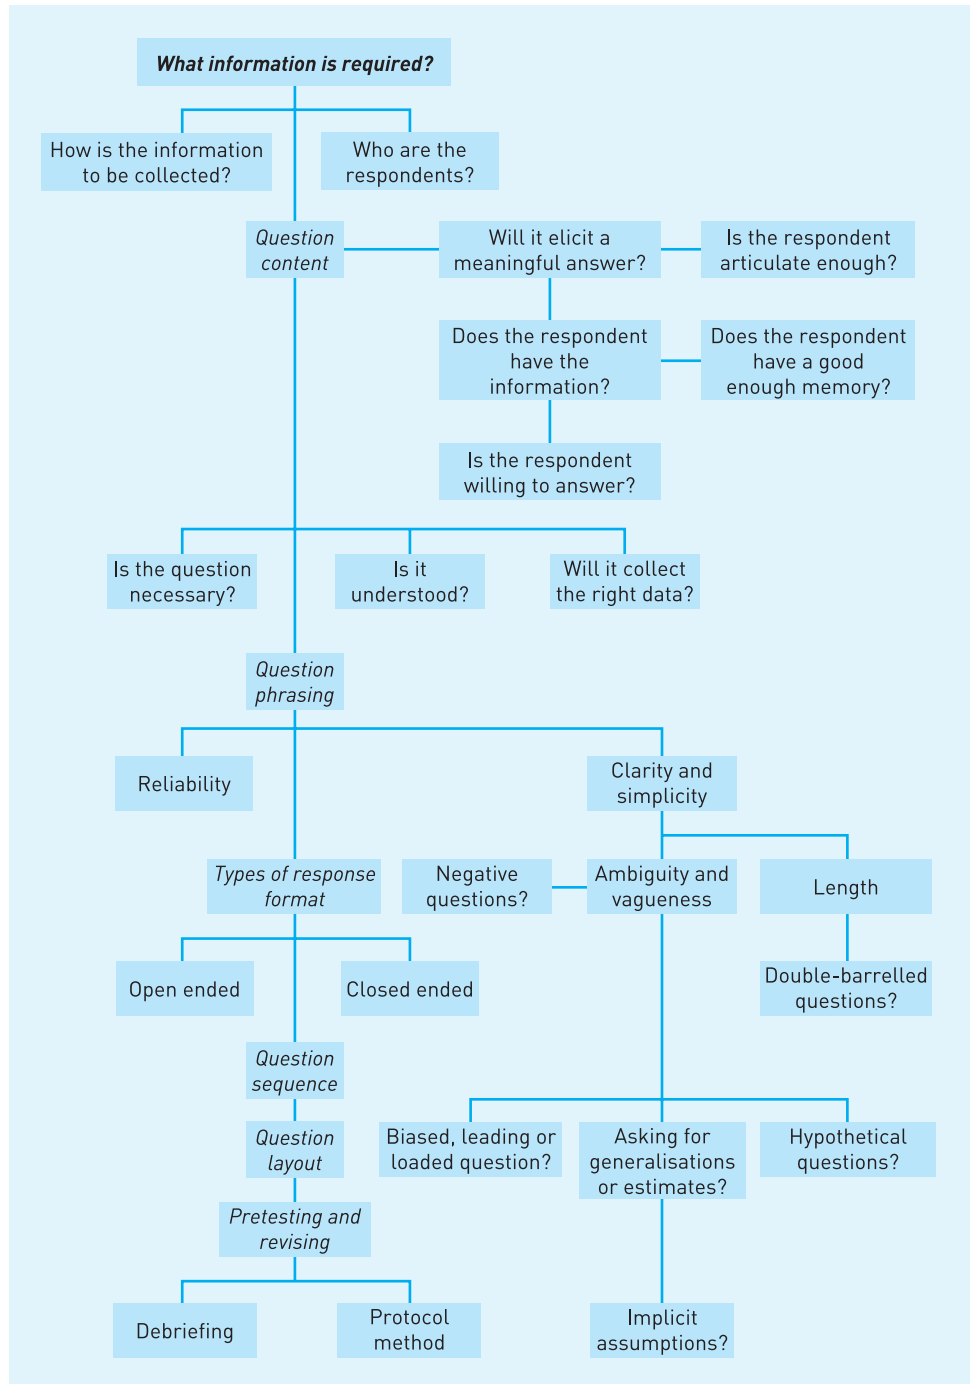 What information is required?
How is the information
to be collected?
Who are the
respondents?
Question
content
Will it elicit a
meaningful answer?
Is the respondent
articulate enough?
Does the respondent
have the
information?
Does the respondent
have a good
enough memory?
Is the respondent
willing to answer?
Is the question
necessary?
Is it
understood?
Will it collect
the right data?
Question
phrasing
Reliability
Clarity and
simplicity
Types of response
format
Negative
questions?
Ambiguity and
vagueness
Length
Open ended
Closed ended
Double-barrelled
questions?
Question
sequence
Question
layout
Biased, leading or
loaded question?
Asking for
generalisations
or estimates?
Hypothetical
questions?
Pretesting and
revising
Debriefing
Protocol
method
Implicit
assumptions?